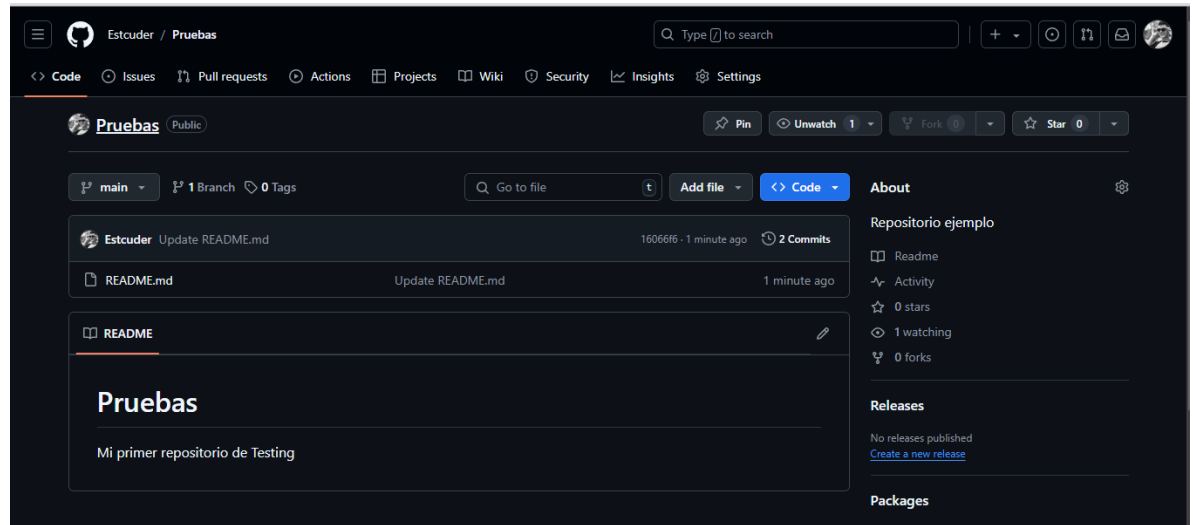 Estcuder / Pruebas
Type / to search
Code Issues Pull requests Actions Projects Wiki Security Insights Settings
Pruebas Public
Pin Unwatch 1 Fork 0 Star 0
main 1 Branch 0 Tags
Go to file t Add file Code
Estcuder Update README.md 16066f6 · 1 minute ago 2 Commits
README.md Update README.md 1 minute ago
README
Pruebas
Mi primer repositorio de Testing
About
Repositorio ejemplo
Readme
Activity
0 stars
1 watching
0 forks
Releases
No releases published
Create a new release
Packages